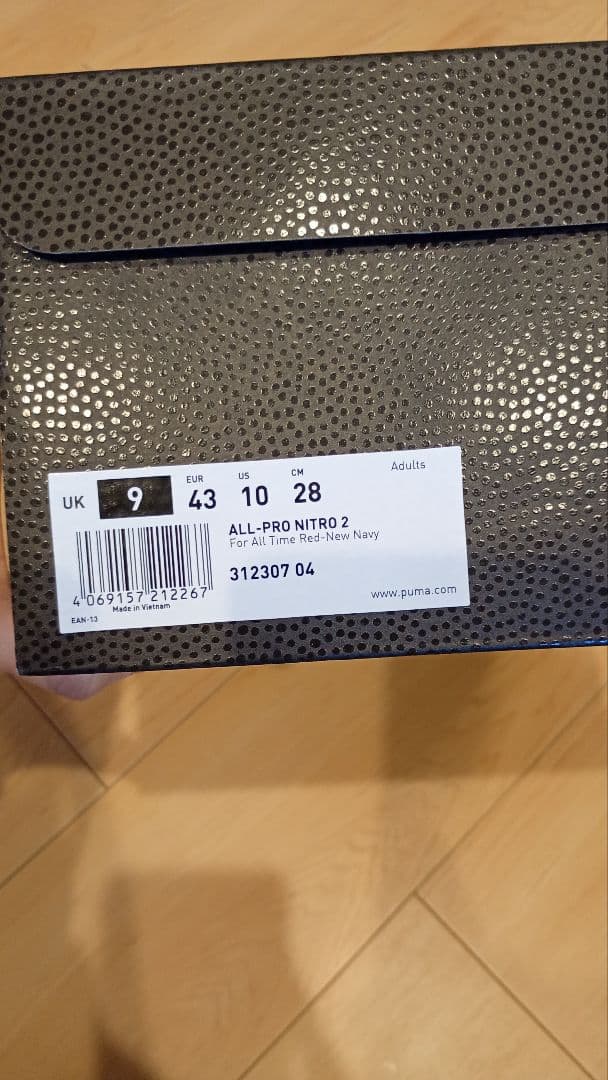 Adults
EUR US CM
UK 9 43 10 28
ALL-PRO NITRO 2
For All Time Red-New Navy
312307 04
4 069157 212267
Made in Vietnam
EAN-13
www.puma.com